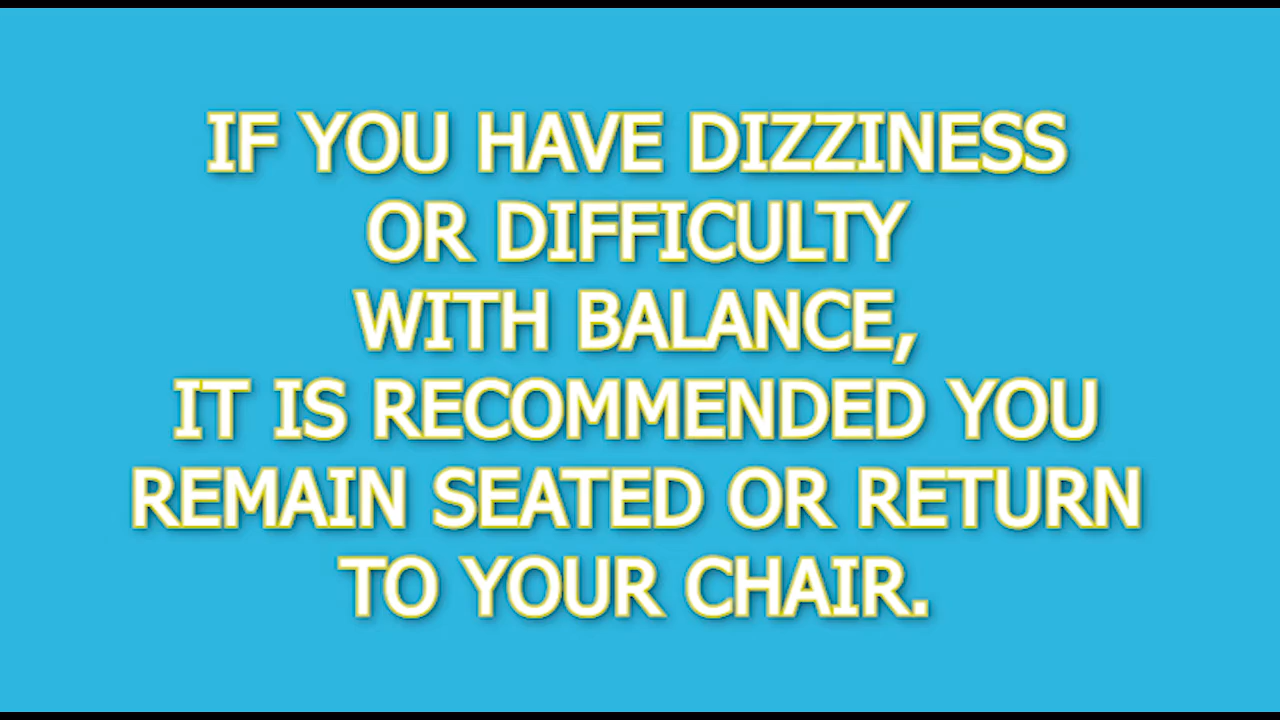 IF YOU HAVE DIZZINESS
OR DIFFICULTY
WITH BALANCE,
IT IS RECOMMENDED YOU
REMAIN SEATED OR RETURN
TO YOUR CHAIR.